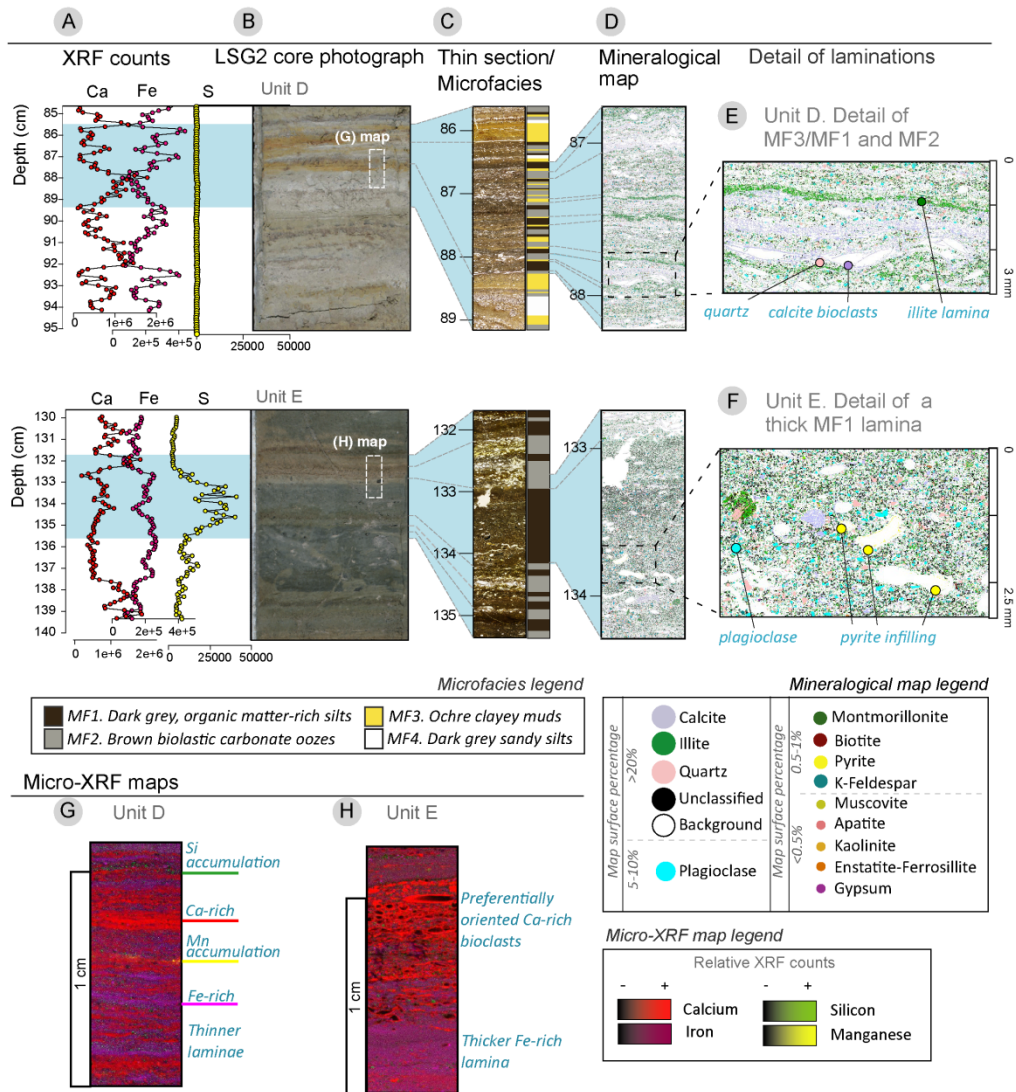 A
B
C
D
XRF counts
LSG2 core photograph
Thin section/
Microfacies
Mineralogical
map
Detail of laminations
Ca
Fe
S
Unit D
Depth (cm)
85
86
87
88
89
90
91
92
93
94
95
0
1e+6
2e+6
0
2e+5
4e+5
0
25000
50000
(G) map
86
87
88
89
87
88
E
Unit D. Detail of
MF3/MF1 and MF2
0
3 mm
quartz
calcite bioclasts
illite lamina
Ca
Fe
S
Unit E
Depth (cm)
130
130
132
133
134
135
136
137
138
139
140
0
2e+5
4e+5
0
1e+6
2e+6
0
25000
50000
(H) map
132
133
134
135
133
134
F
Unit E. Detail of a
thick MF1 lamina
0
2.5 mm
plagioclase
pyrite infilling
Microfacies legend
MF1. Dark grey, organic matter-rich silts
MF3. Ochre clayey muds
MF2. Brown biolastic carbonate oozes
MF4. Dark grey sandy silts
Mineralogical map legend
Map surface percentage
>20%
5-10%
Calcite
Illite
Quartz
Unclassified
Background
Plagioclase
Map surface percentage
0.5-1%
<0.5%
Montmorillonite
Biotite
Pyrite
K-Feldespar
Muscovite
Apatite
Kaolinite
Enstatite-Ferrosillite
Gypsum
Micro-XRF maps
G
Unit D
1 cm
Si
accumulation
Ca-rich
Mn
accumulation
Fe-rich
Thinner
laminae
H
Unit E
1 cm
Preferentially
oriented Ca-rich
bioclasts
Thicker Fe-rich
lamina
Micro-XRF map legend
Relative XRF counts
- +
- +
Calcium
Silicon
Iron
Manganese